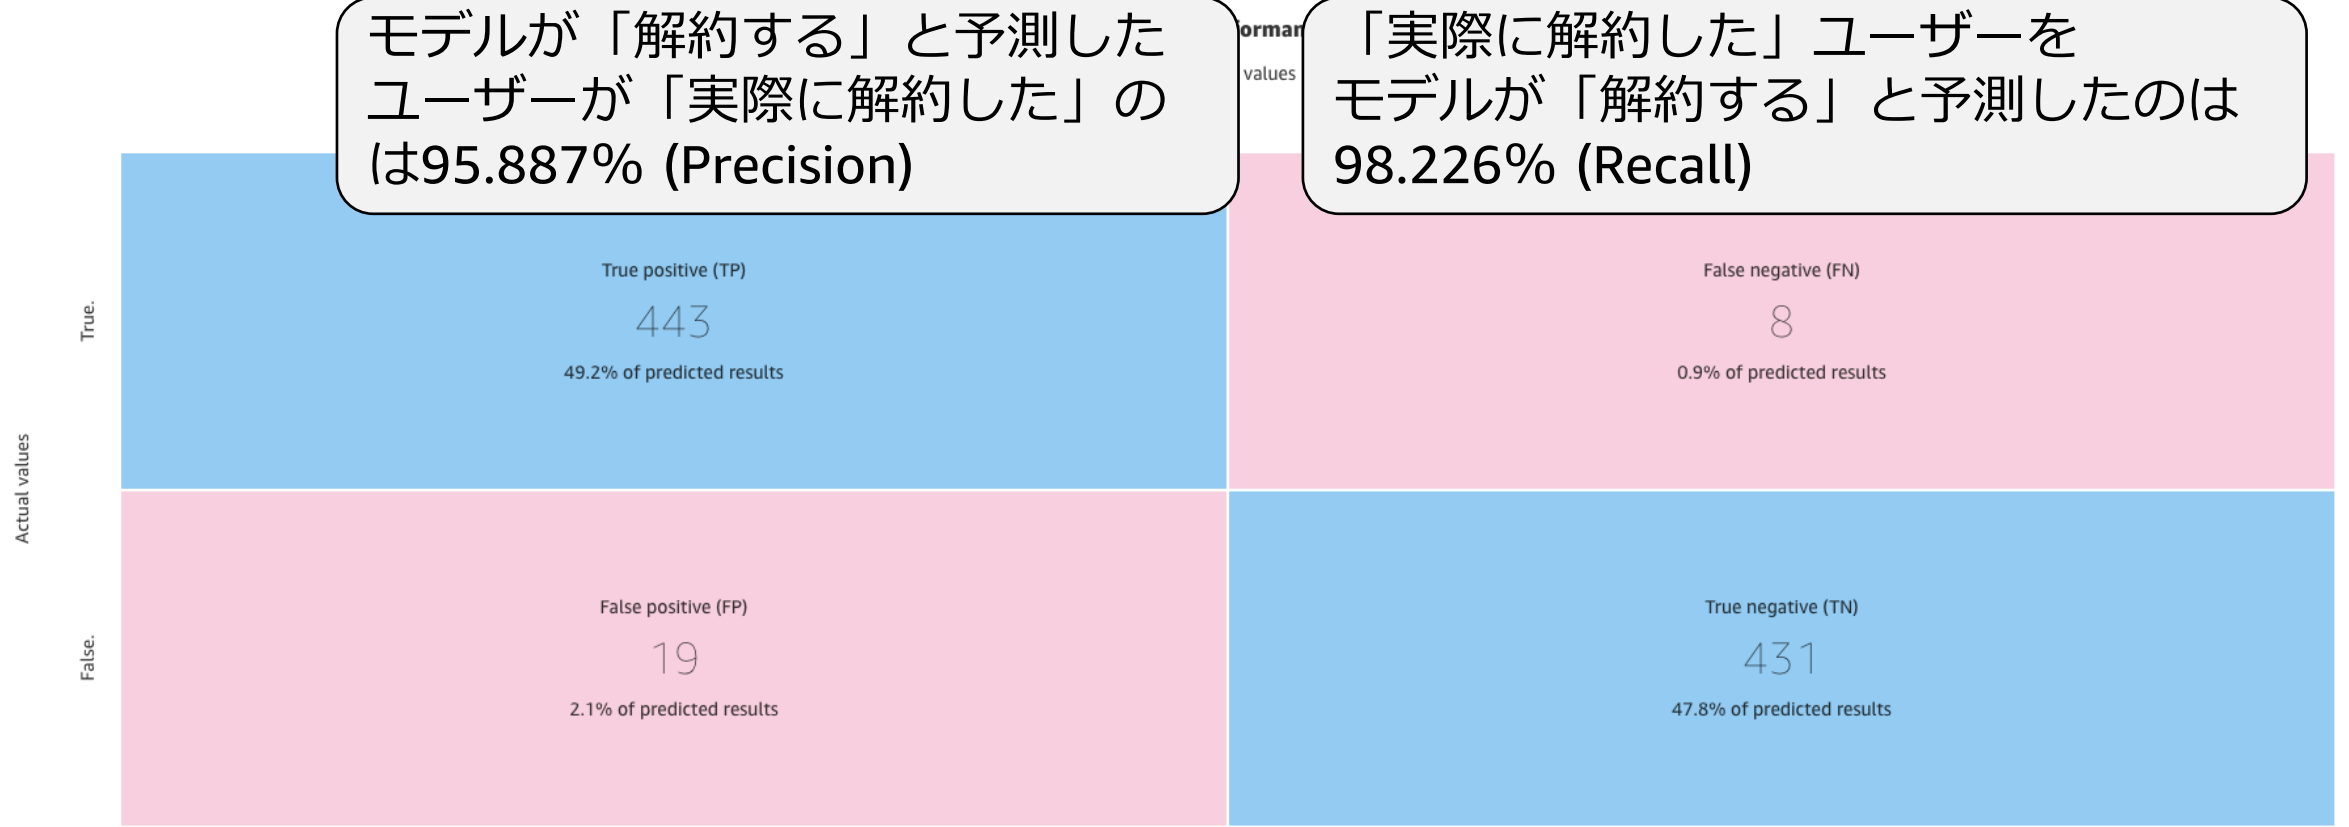 モデルが「解約する」と予測した
ユーザーが「実際に解約した」の
は95.887% (Precision)
「実際に解約した」ユーザーを
モデルが「解約する」と予測したのは
98.226% (Recall)
values
True positive (TP)
443
49.2% of predicted results
False negative (FN)
8
0.9% of predicted results
True.
Actual values
False positive (FP)
19
2.1% of predicted results
True negative (TN)
431
47.8% of predicted results
False.